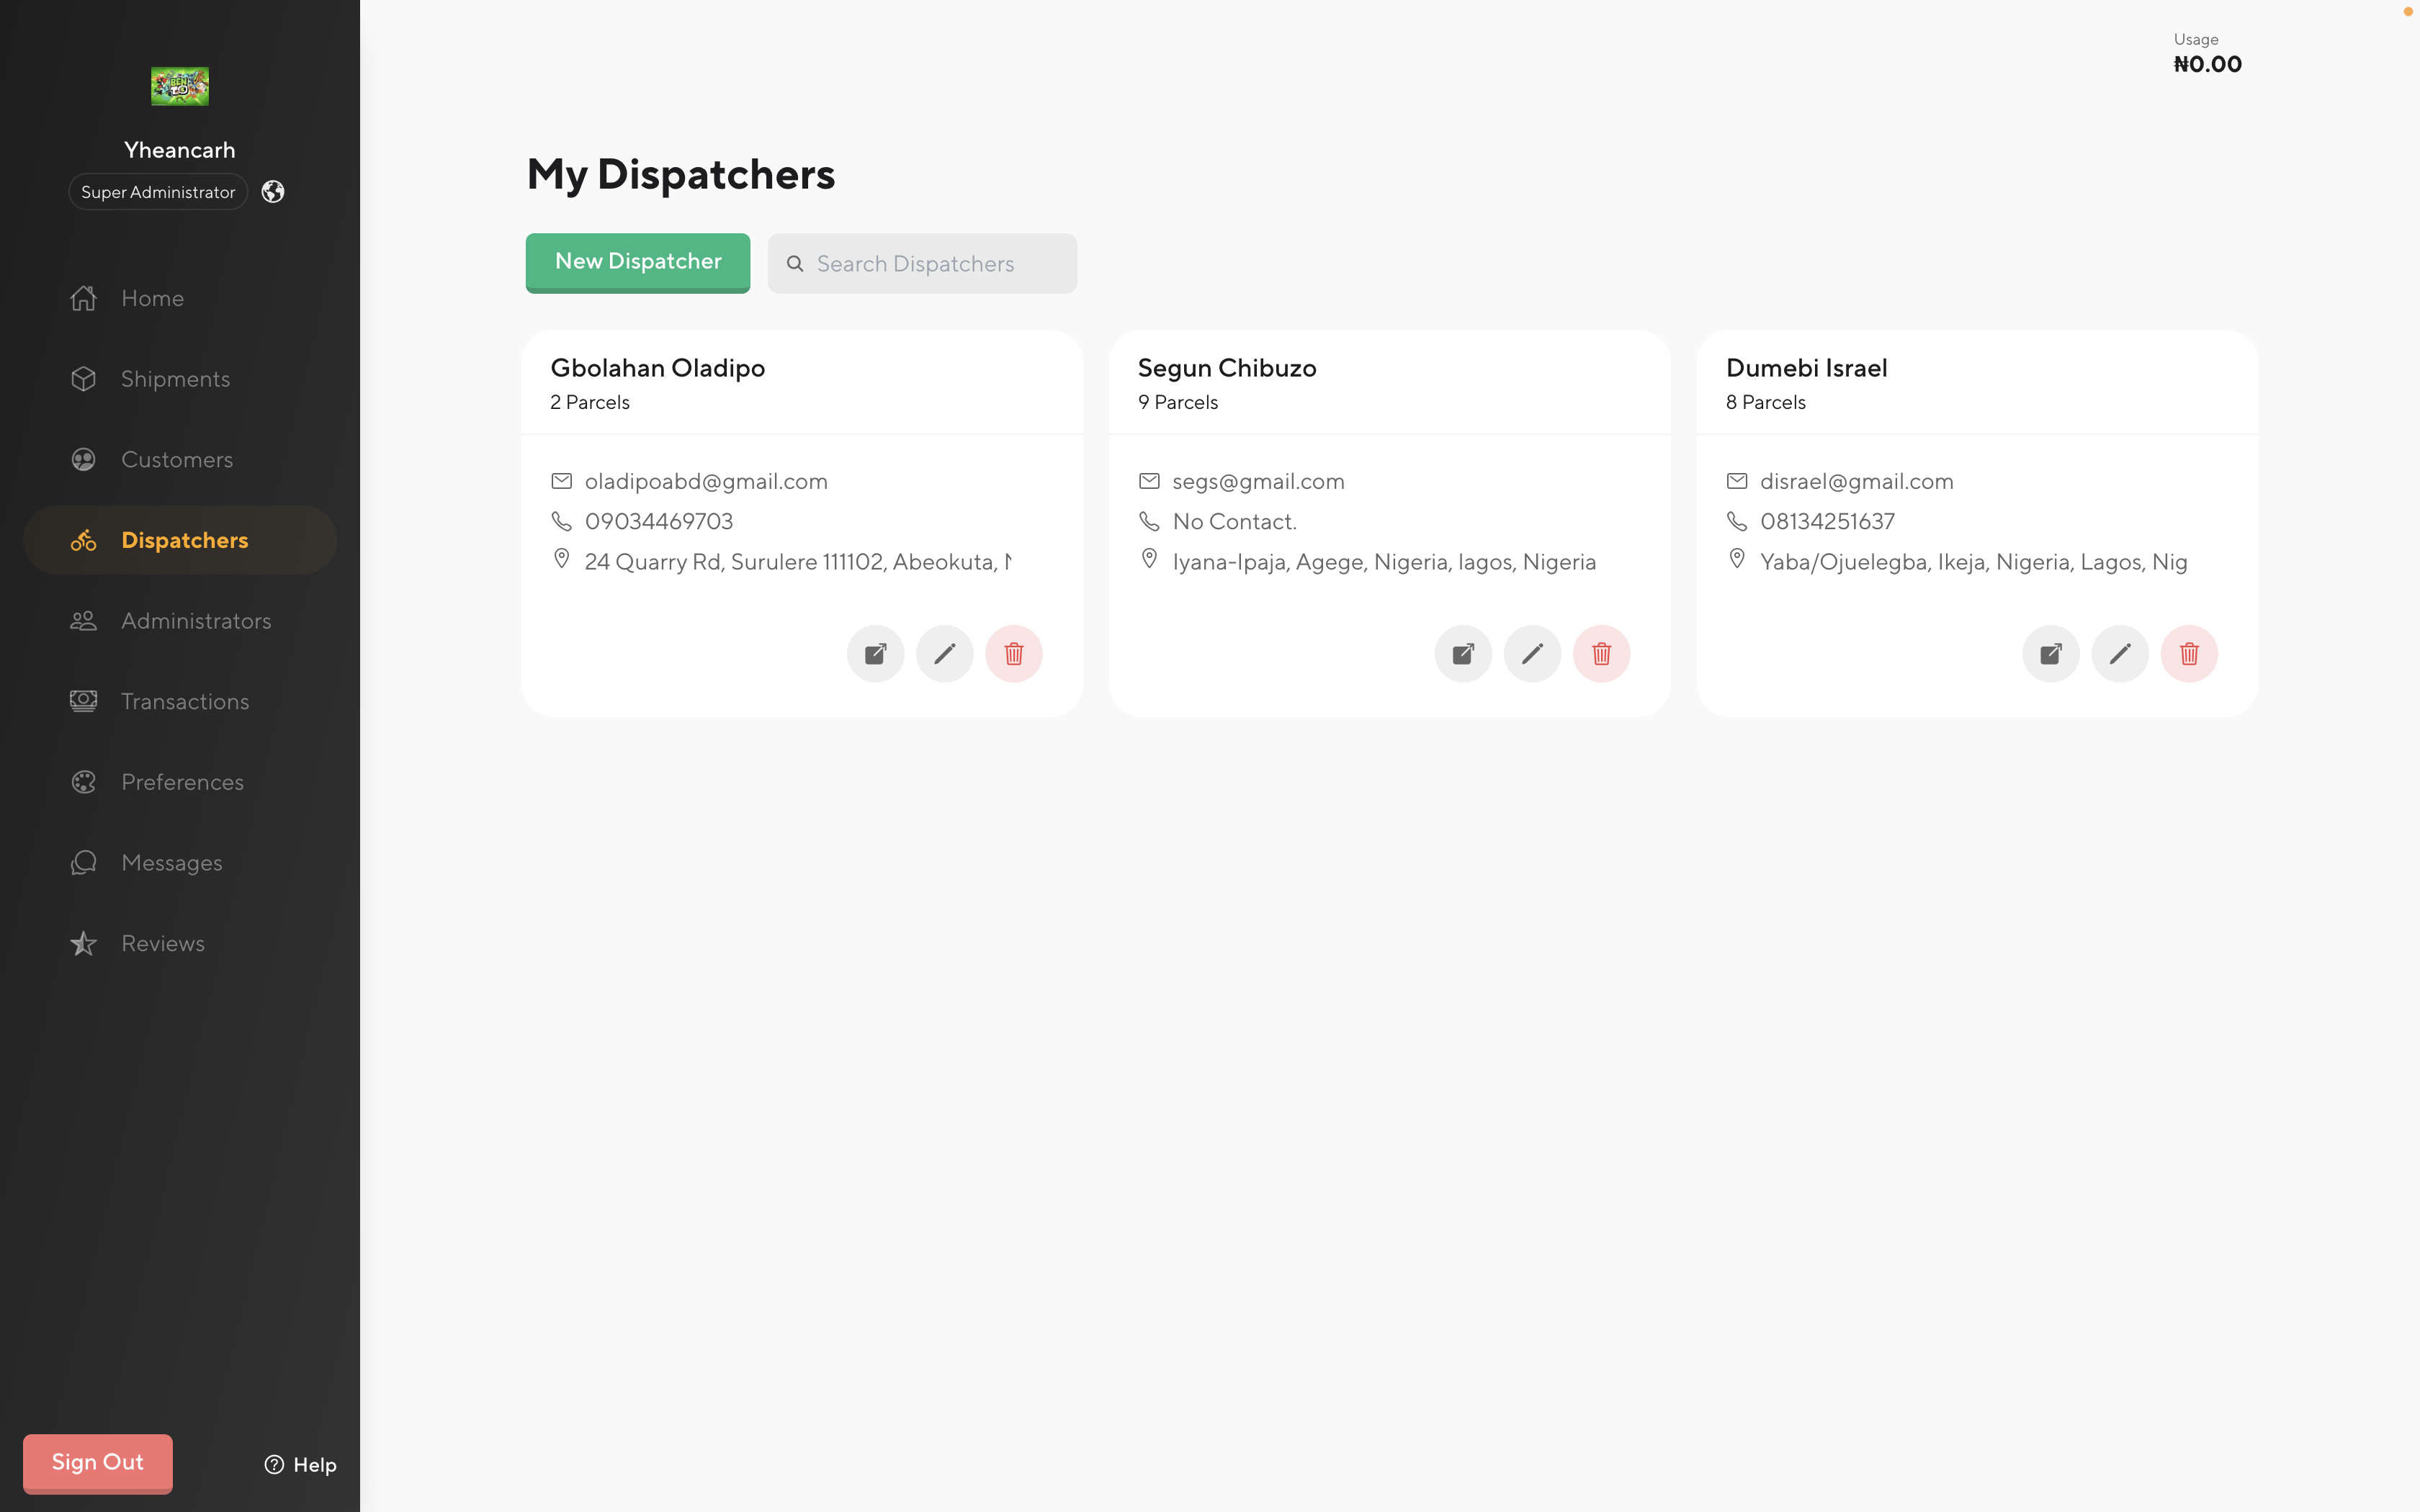 Yheancarh
Super Administrator
Home
Shipments
Customers
Dispatchers
Administrators
Transactions
Preferences
Messages
Reviews
Sign Out
Help
Usage
₦0.00
My Dispatchers
New Dispatcher
Search Dispatchers
Gbolahan Oladipo
2 Parcels
oladipoabd@gmail.com
09034469703
24 Quarry Rd, Surulere 111102, Abeokuta,
Segun Chibuzo
9 Parcels
segs@gmail.com
No Contact.
Iyana-Ipaja, Agege, Nigeria, lagos, Nigeria
Dumebi Israel
8 Parcels
disrael@gmail.com
08134251637
Yaba/Ojuelegba, Ikeja, Nigeria, Lagos, Nig